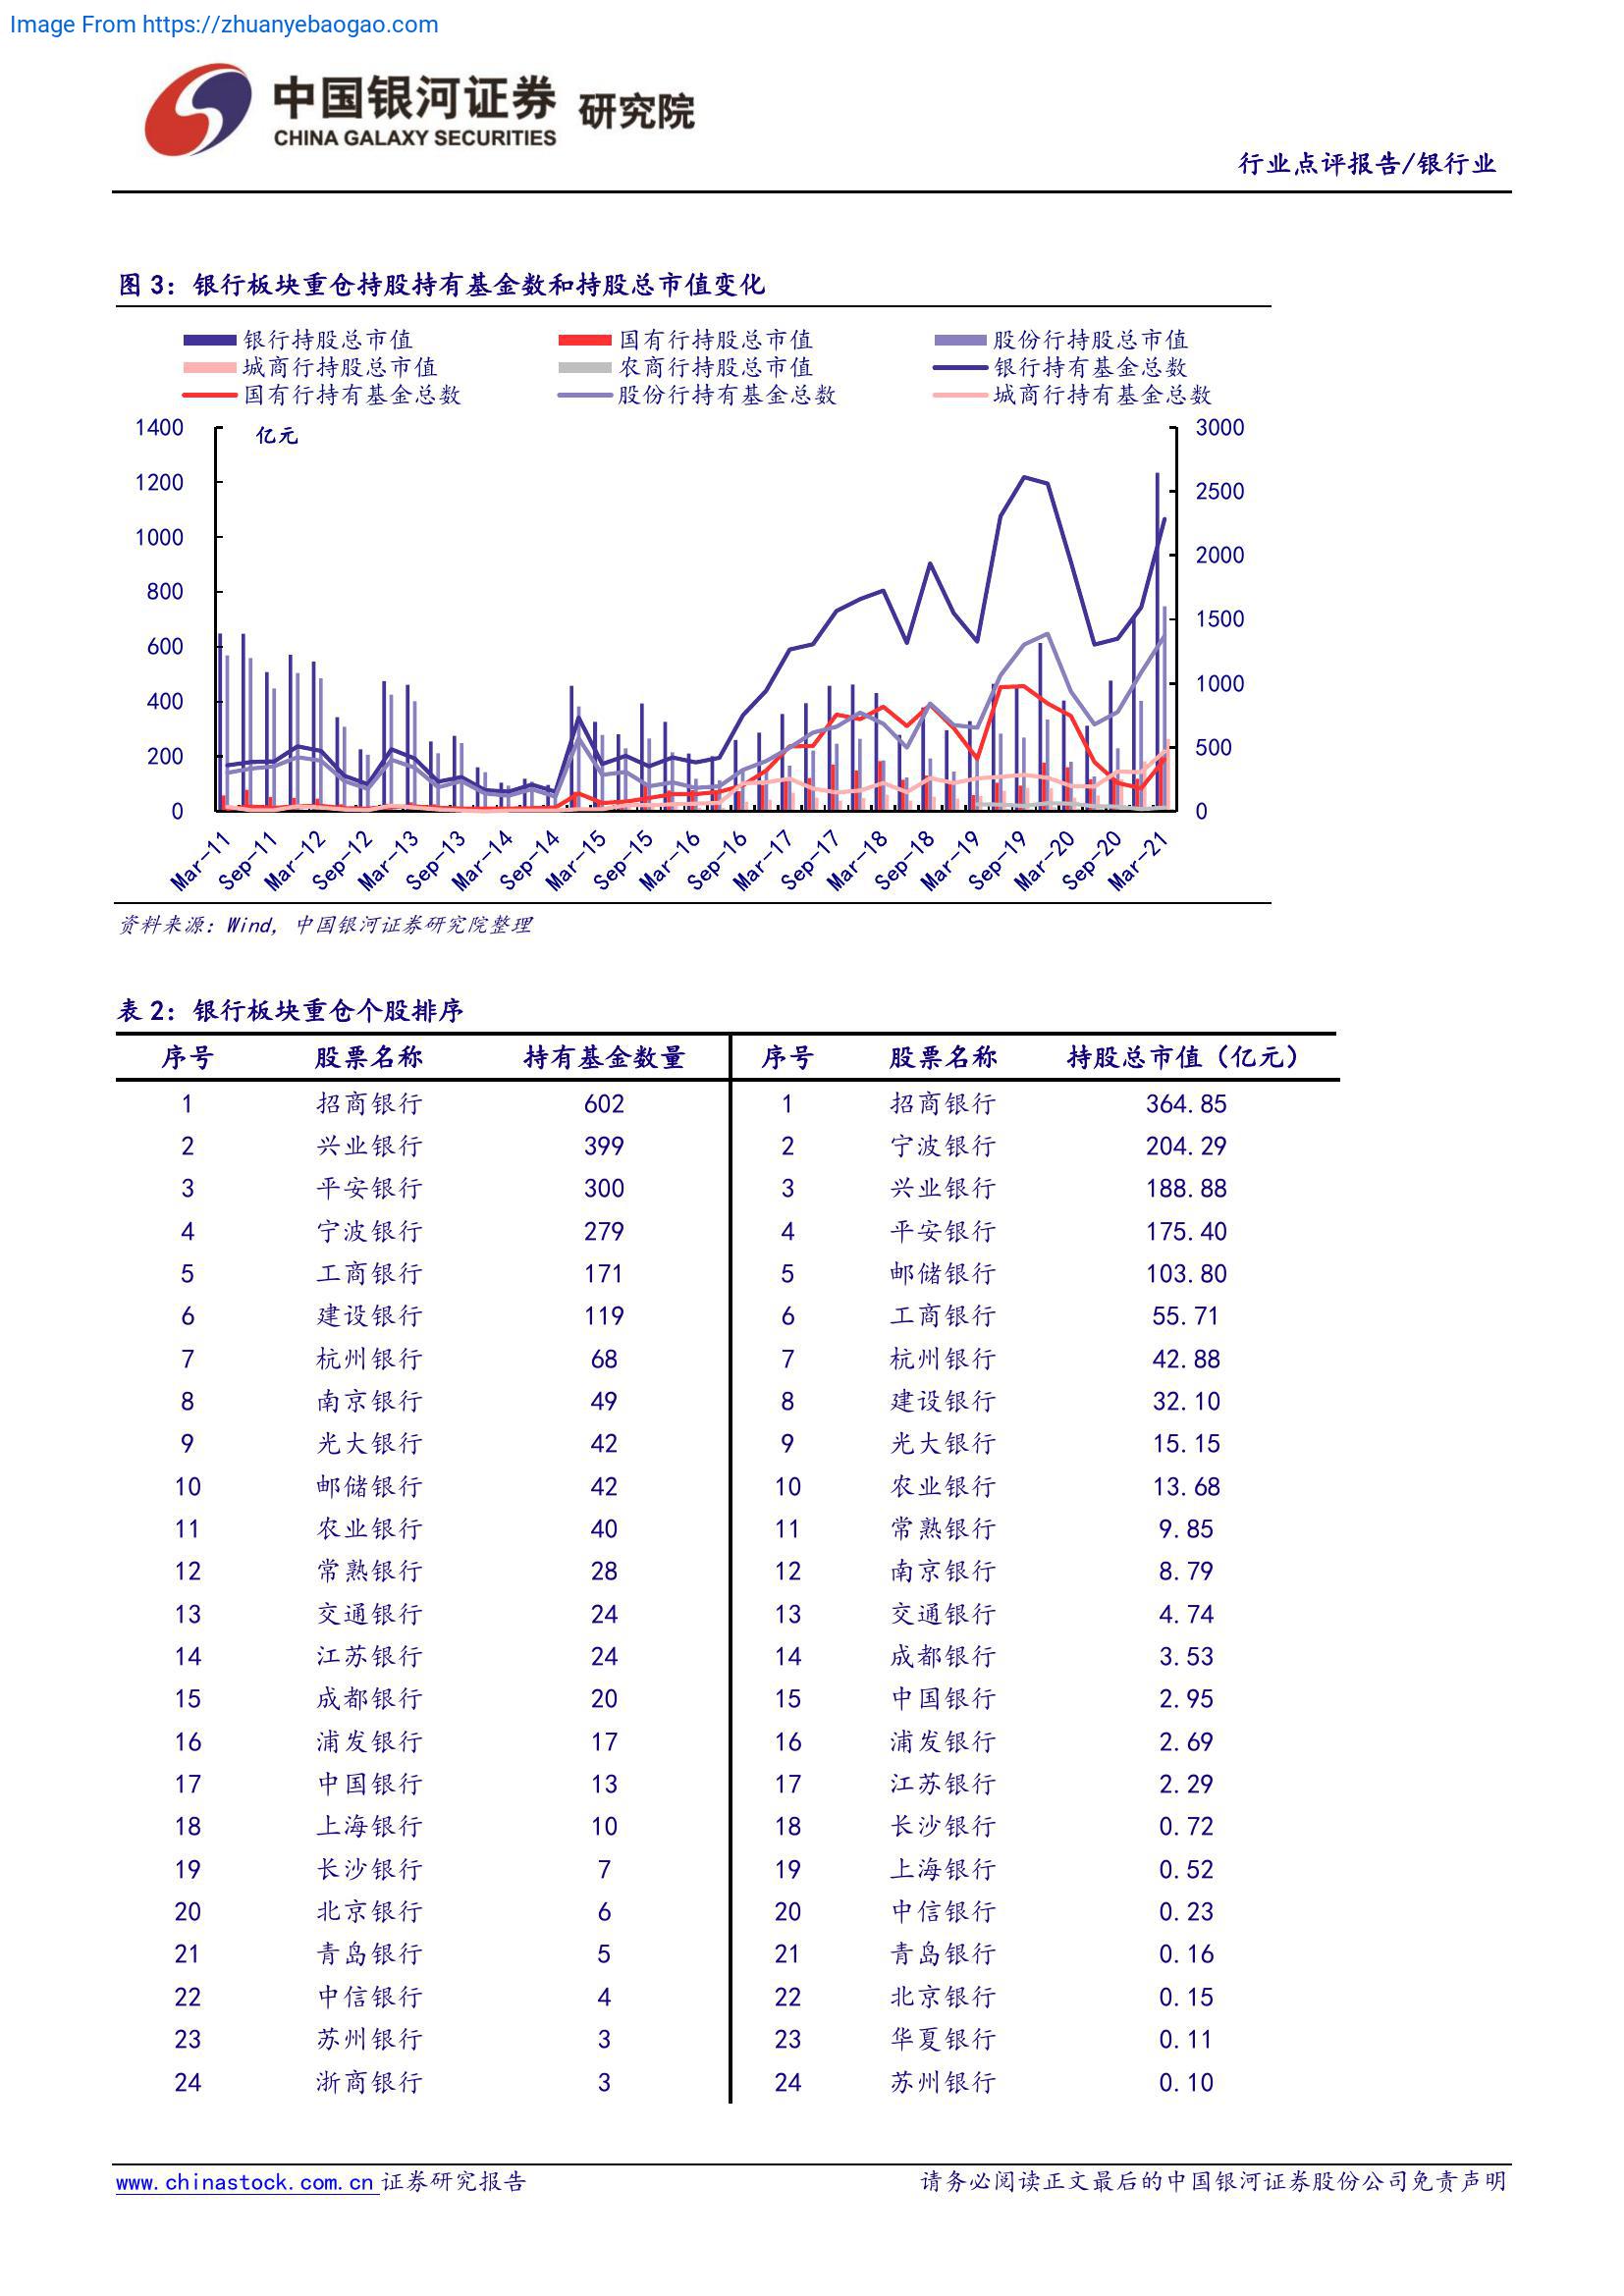 Image From https://zhuanyebaogao.com
中国银河证券 研究院
CHINA GALAXY SECURITIES
行业点评报告/银行业
图 3：银行板块重仓持股持有基金数和持股总市值变化
银行持股总市值 国有行持股总市值 股份行持股总市值
城商行持股总市值 农商行持股总市值 银行持有基金总数
国有行持有基金总数 股份行持有基金总数 城商行持有基金总数
亿元
1400 3000
1200 2500
1000 2000
800 1500
600 1000
400 500
200 0
0
Mar-11 Sep-11 Mar-12 Sep-12 Mar-13 Sep-13 Mar-14 Sep-14 Mar-15 Sep-15 Mar-16 Sep-16 Mar-17 Sep-17 Mar-18 Sep-18 Mar-19 Sep-19 Mar-20 Sep-20 Mar-21
资料来源：Wind，中国银河证券研究院整理
表 2：银行板块重仓个股排序
序号 股票名称 持有基金数量 序号 股票名称 持股总市值（亿元）
1 招商银行 602 1 招商银行 364.85
2 兴业银行 399 2 宁波银行 204.29
3 平安银行 300 3 兴业银行 188.88
4 宁波银行 279 4 平安银行 175.40
5 工商银行 171 5 邮储银行 103.80
6 建设银行 119 6 工商银行 55.71
7 杭州银行 68 7 杭州银行 42.88
8 南京银行 49 8 建设银行 32.10
9 光大银行 42 9 光大银行 15.15
10 邮储银行 42 10 农业银行 13.68
11 农业银行 40 11 常熟银行 9.85
12 常熟银行 28 12 南京银行 8.79
13 交通银行 24 13 交通银行 4.74
14 江苏银行 24 14 成都银行 3.53
15 成都银行 20 15 中国银行 2.95
16 浦发银行 17 16 浦发银行 2.69
17 中国银行 13 17 江苏银行 2.29
18 上海银行 10 18 长沙银行 0.72
19 长沙银行 7 19 上海银行 0.52
20 北京银行 6 20 中信银行 0.23
21 青岛银行 5 21 青岛银行 0.16
22 中信银行 4 22 北京银行 0.15
23 苏州银行 3 23 华夏银行 0.11
24 浙商银行 3 24 苏州银行 0.10
www.chinastock.com.cn 证券研究报告 请务必阅读正文最后的中国银河证券股份公司免责声明